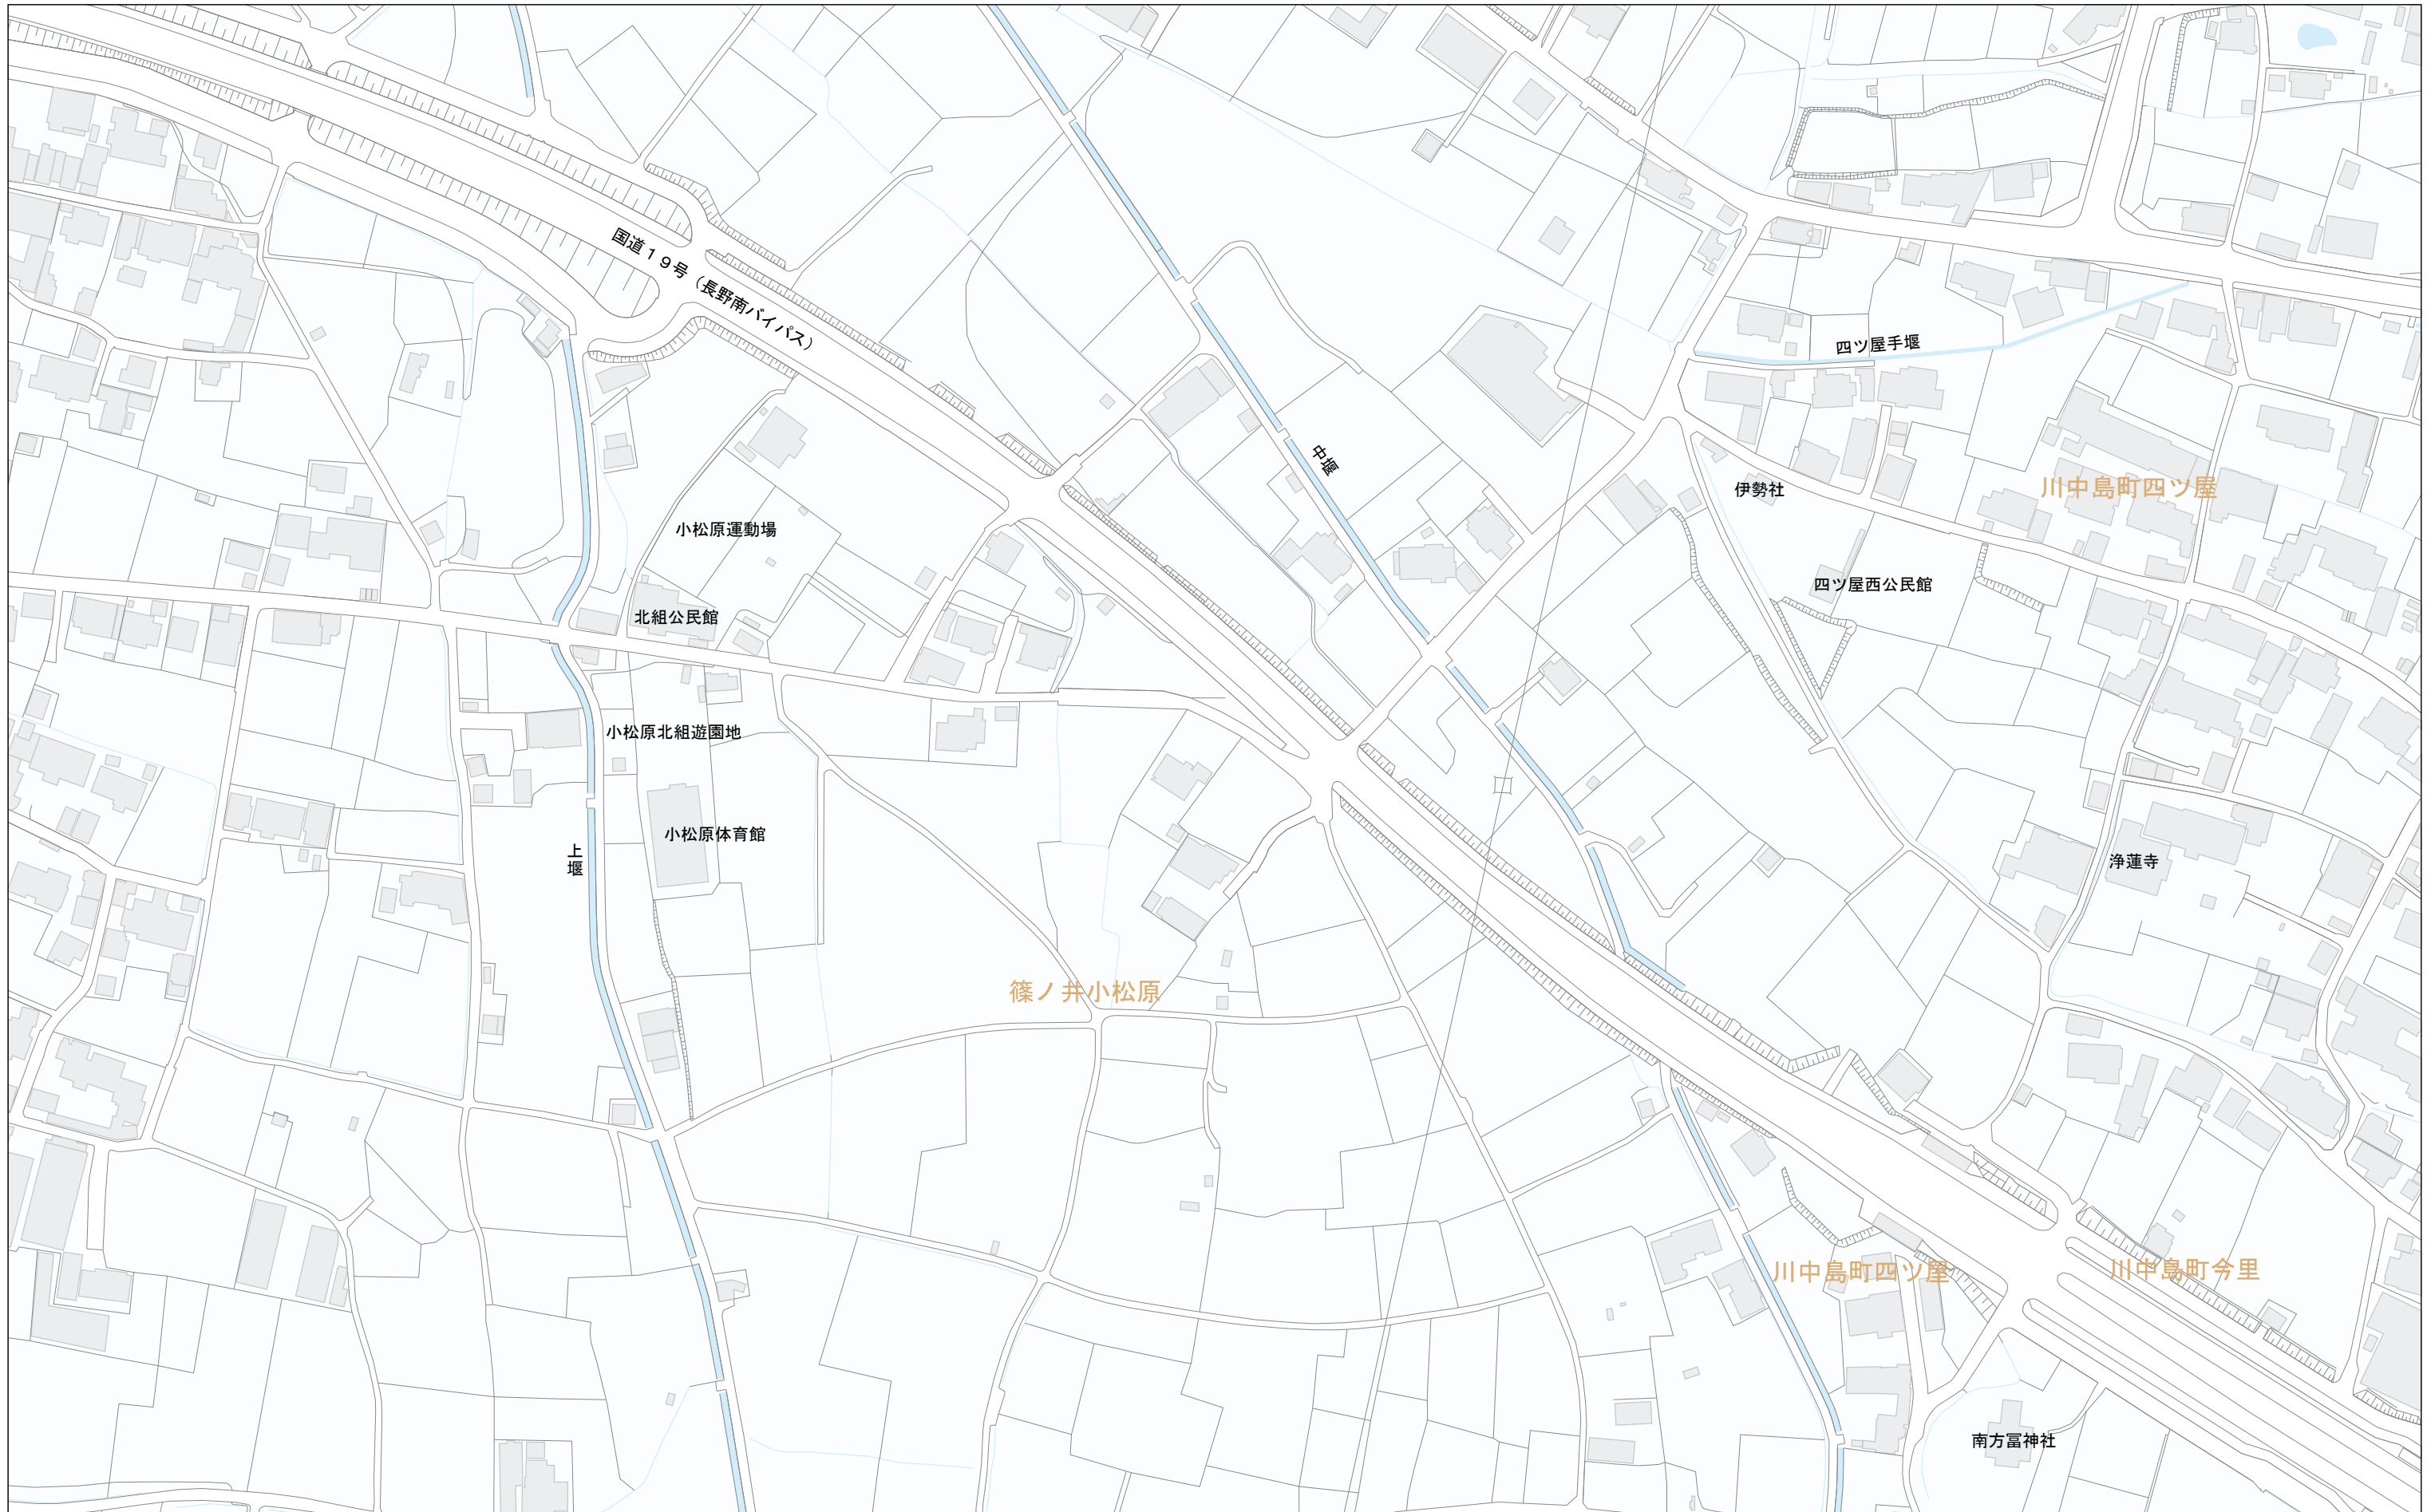 国道19号（長野南バイパス）
四ツ屋手堰
中堰
伊勢社
川中島町四ツ屋
小松原運動場
四ツ屋西公民館
北組公民館
小松原北組遊園地
小松原体育館
上堰
浄蓮寺
篠ノ井小松原
川中島町四ツ屋
川中島町今里
南方冨神社